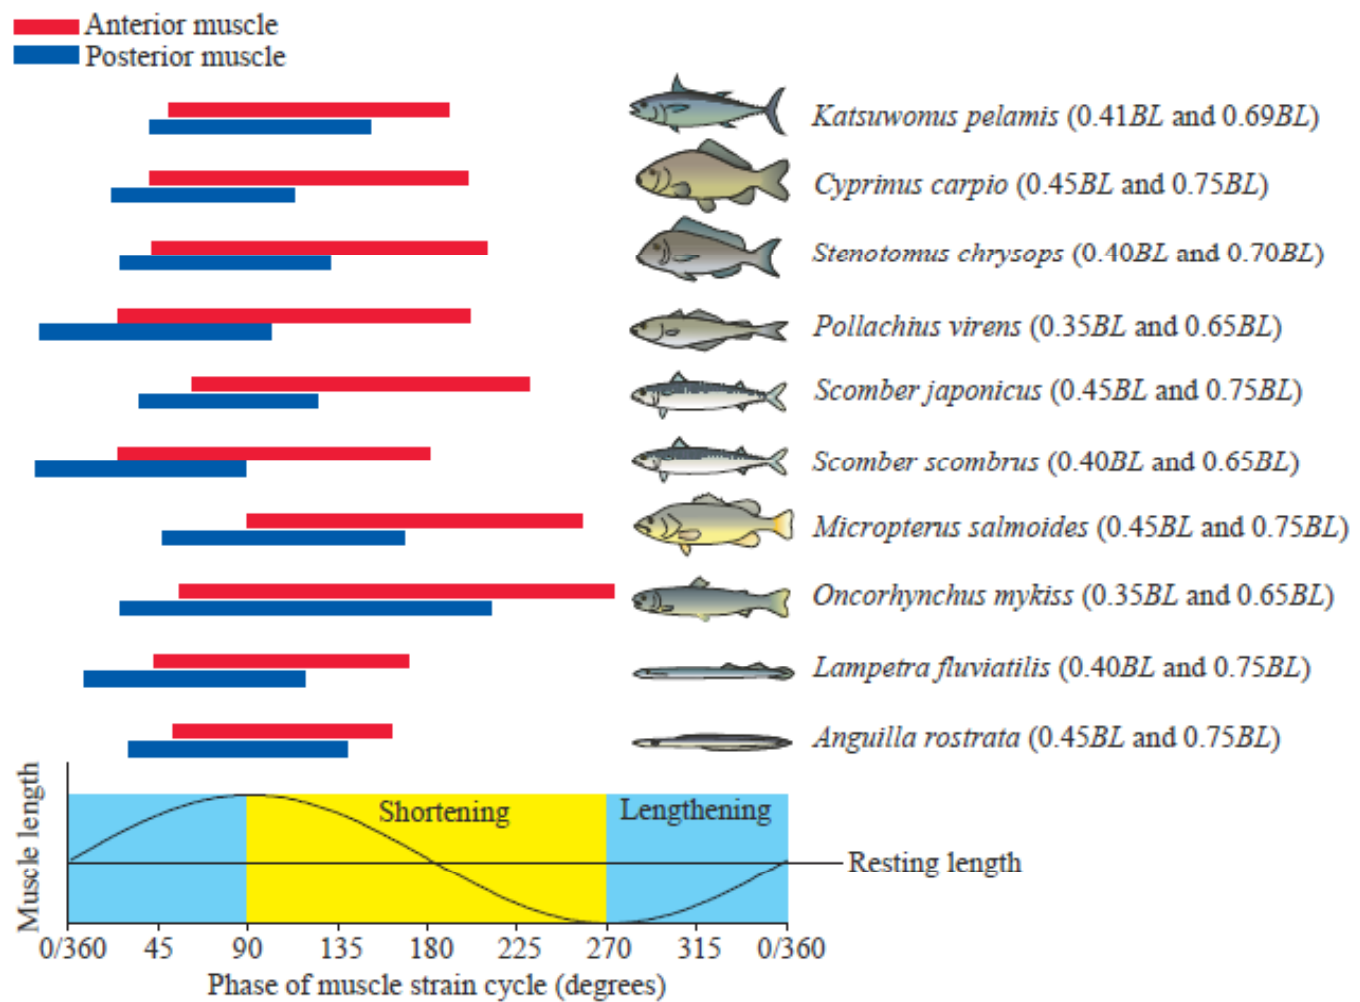 Anterior muscle
Posterior muscle
Katsuwonus pelamis (0.41BL and 0.69BL)
Cyprinus carpio (0.45BL and 0.75BL)
Stenotomus chrysops (0.40BL and 0.70BL)
Pollachius virens (0.35BL and 0.65BL)
Scomber japonicus (0.45BL and 0.75BL)
Scomber scombrus (0.40BL and 0.65BL)
Micropterus salmoides (0.45BL and 0.75BL)
Oncorhynchus mykiss (0.35BL and 0.65BL)
Lampetra fluviatilis (0.40BL and 0.75BL)
Anguilla rostrata (0.45BL and 0.75BL)
Muscle length
Shortening
Lengthening
Resting length
0/360 45 90 135 180 225 270 315 0/360
Phase of muscle strain cycle (degrees)